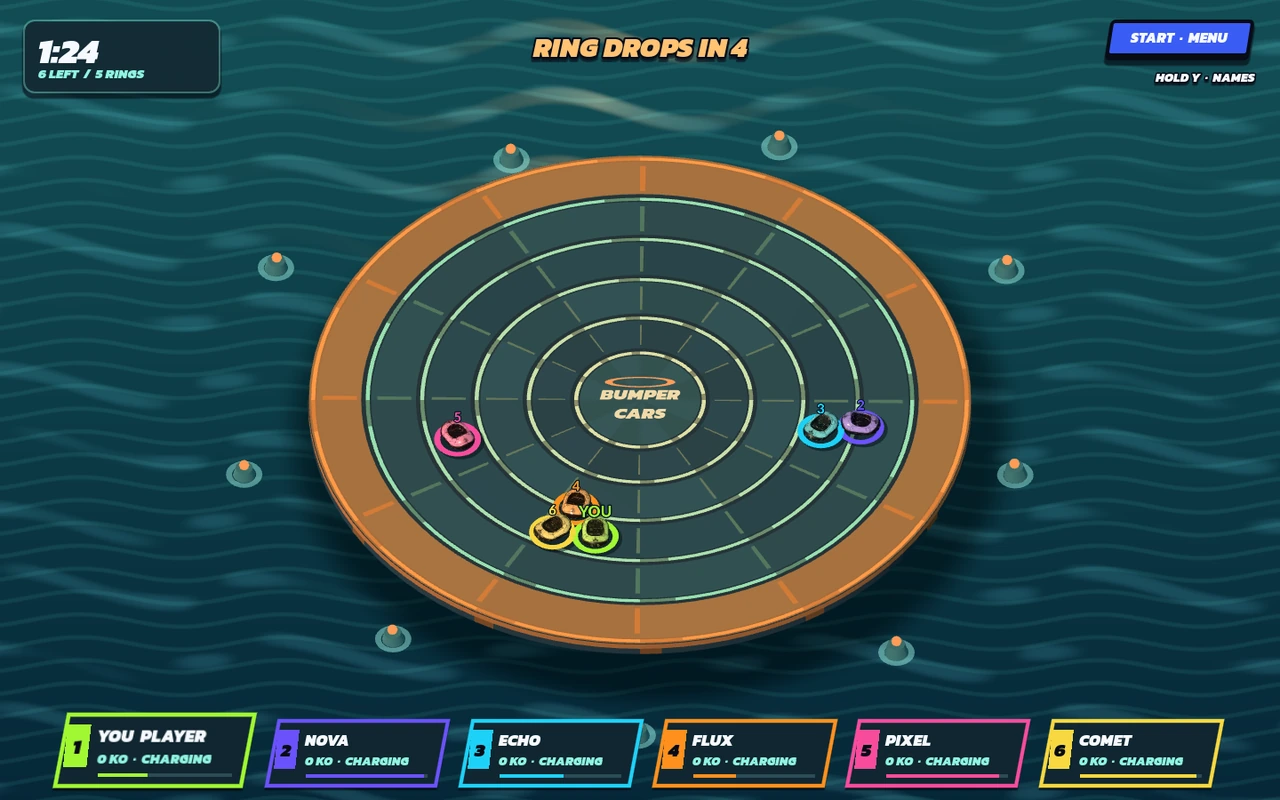 1:24
6 LEFT / 5 RINGS
RING DROPS IN 4
START · MENU
HOLD Y · NAMES
BUMPER
CARS
5
3
2
4
6
YOU
1
YOU PLAYER
0 KO · CHARGING
2
NOVA
0 KO · CHARGING
3
ECHO
0 KO · CHARGING
4
FLUX
0 KO · CHARGING
5
PIXEL
0 KO · CHARGING
6
COMET
0 KO · CHARGING